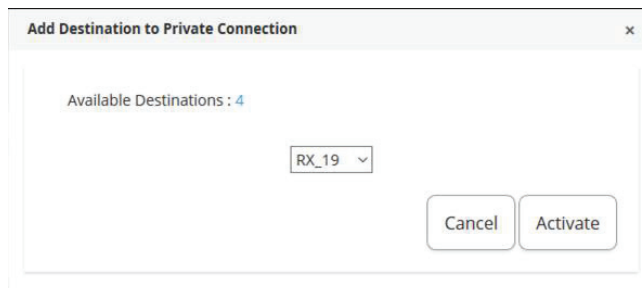 Add Destination to Private Connection ×
Available Destinations : 4
RX_19
Cancel Activate